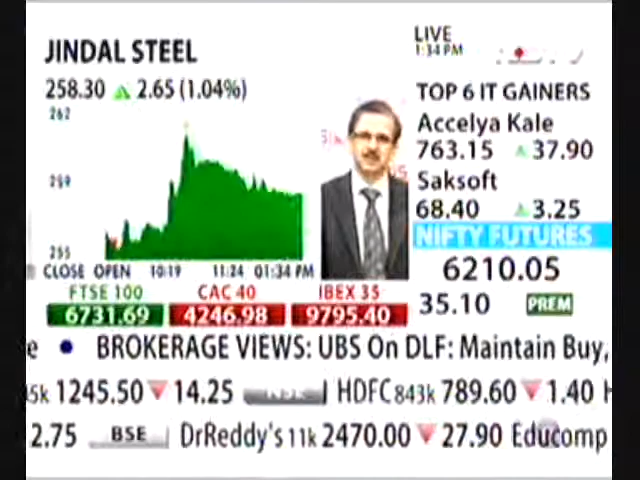 JINDAL STEEL
258.30 2.65 (1.04%)
262
259
255
CLOSE OPEN 10:19 11:24 01:34 PM
LIVE
1:34 PM
NDTV
TOP 6 IT GAINERS
Accelya Kale
763.15 37.90
Saksoft
68.40 3.25
NIFTY FUTURES
6210.05
35.10 PREM
FTSE 100 CAC 40 IBEX 35
6731.69 4246.98 9795.40
e • BROKERAGE VIEWS: UBS On DLF: Maintain Buy,
5k 1245.50 14.25 NSE HDFC 843k 789.60 1.40 H
2.75 BSE DrReddy's 11k 2470.00 27.90 Educomp